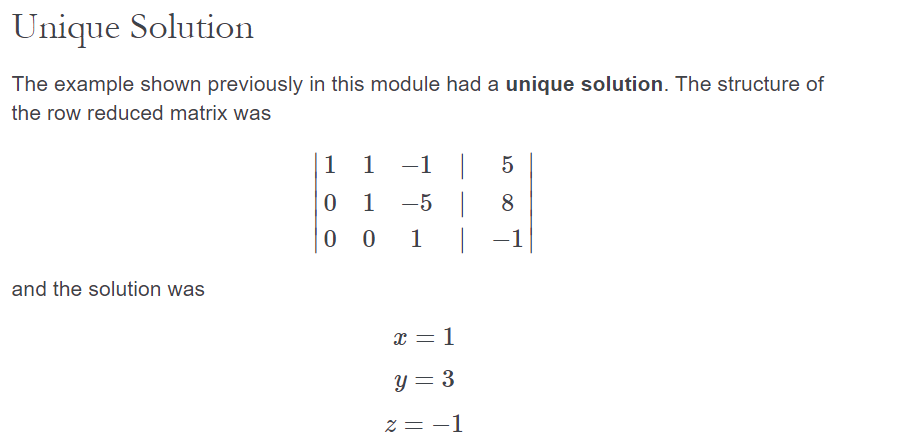 Unique Solution
The example shown previously in this module had a unique solution. The structure of
the row reduced matrix was
|1 1 −1 | 5|
|0 1 −5 | 8|
|0 0 1 | −1|
and the solution was
x = 1
y = 3
z = −1